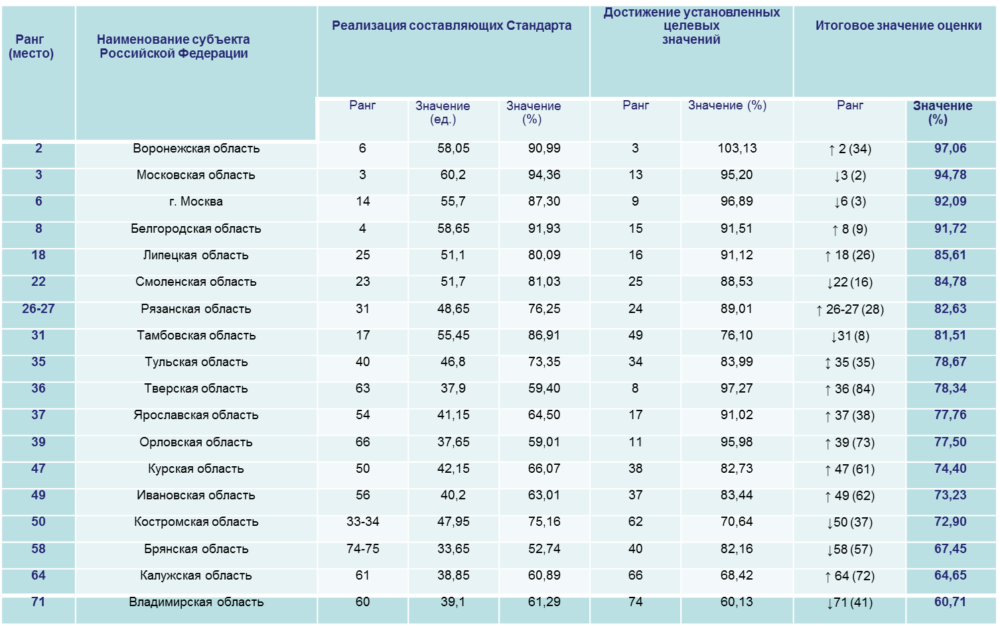 Ранг
(место)
Наименование субъекта
Российской Федерации
Реализация составляющих Стандарта
Достижение установленных
целевых
значений
Итоговое значение оценки
Ранг
Значение
(ед.)
Значение
(%)
Ранг
Значение (%)
Ранг
Значение
(%)
2 Воронежская область 6 58,05 90,99 3 103,13 ↑ 2 (34) 97,06
3 Московская область 3 60,2 94,36 13 95,20 ↓3 (2) 94,78
6 г. Москва 14 55,7 87,30 9 96,89 ↓6 (3) 92,09
8 Белгородская область 4 58,65 91,93 15 91,51 ↑ 8 (9) 91,72
18 Липецкая область 25 51,1 80,09 16 91,12 ↑ 18 (26) 85,61
22 Смоленская область 23 51,7 81,03 25 88,53 ↓22 (16) 84,78
26-27 Рязанская область 31 48,65 76,25 24 89,01 ↑ 26-27 (28) 82,63
31 Тамбовская область 17 55,45 86,91 49 76,10 ↓31 (8) 81,51
35 Тульская область 40 46,8 73,35 34 83,99 ↕ 35 (35) 78,67
36 Тверская область 63 37,9 59,40 8 97,27 ↑ 36 (84) 78,34
37 Ярославская область 54 41,15 64,50 17 91,02 ↑ 37 (38) 77,76
39 Орловская область 66 37,65 59,01 11 95,98 ↑ 39 (73) 77,50
47 Курская область 50 42,15 66,07 38 82,73 ↑ 47 (61) 74,40
49 Ивановская область 56 40,2 63,01 37 83,44 ↑ 49 (62) 73,23
50 Костромская область 33-34 47,95 75,16 62 70,64 ↓50 (37) 72,90
58 Брянская область 74-75 33,65 52,74 40 82,16 ↓58 (57) 67,45
64 Калужская область 61 38,85 60,89 66 68,42 ↑ 64 (72) 64,65
71 Владимирская область 60 39,1 61,29 74 60,13 ↓71 (41) 60,71